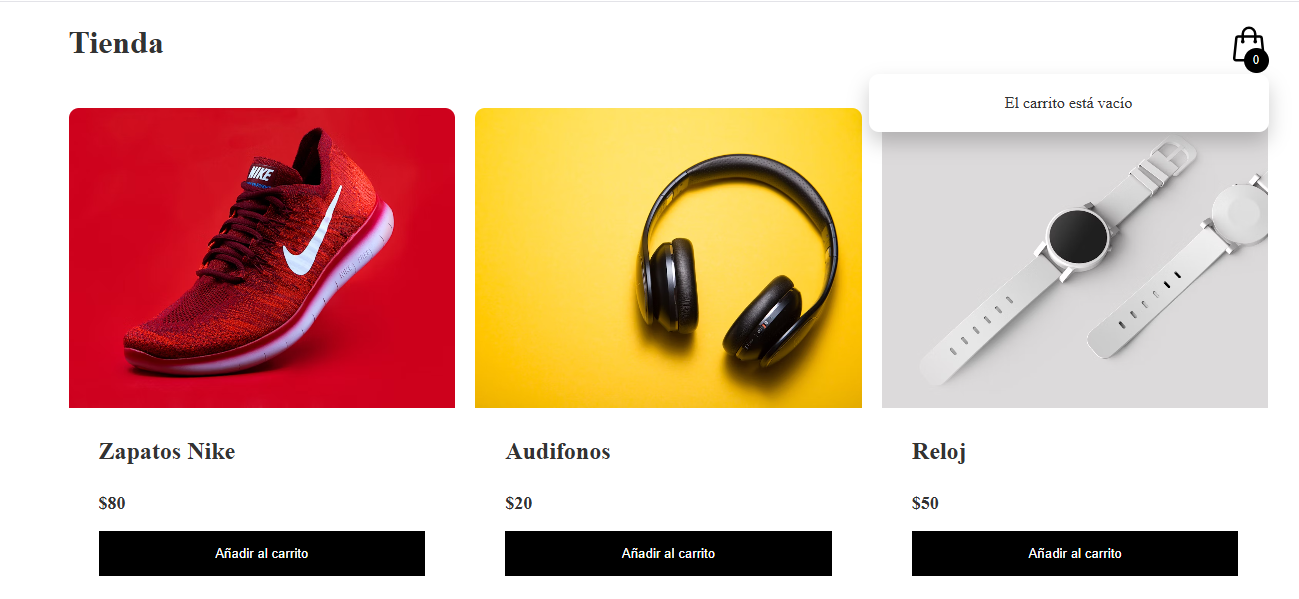 Tienda
0
El carrito está vacío
NIKE
Zapatos Nike
Audifonos
Reloj
$80
$20
$50
Añadir al carrito
Añadir al carrito
Añadir al carrito